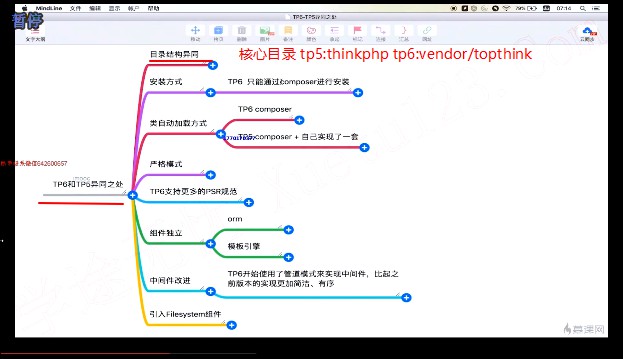 暂停
MindLine 文件 编辑 显示 帐户 帮助
79% 07:14
TP6-TP5异同之处
文字大纲
目录结构异同
核心目录 tp5:thinkphp tp6:vendor/topthink
安装方式
TP6 只能通过composer进行安装
类自动加载方式
TP6 composer
TP5 composer + 自己实现了一套
严格模式
TP6和TP5异同之处
TP6支持更多的PSR规范
组件独立
orm
模板引擎
中间件改进
TP6开始使用了管道模式来实现中间件，比起之
前版本的实现更加简洁、有序
引入Filesystem组件
慕课网